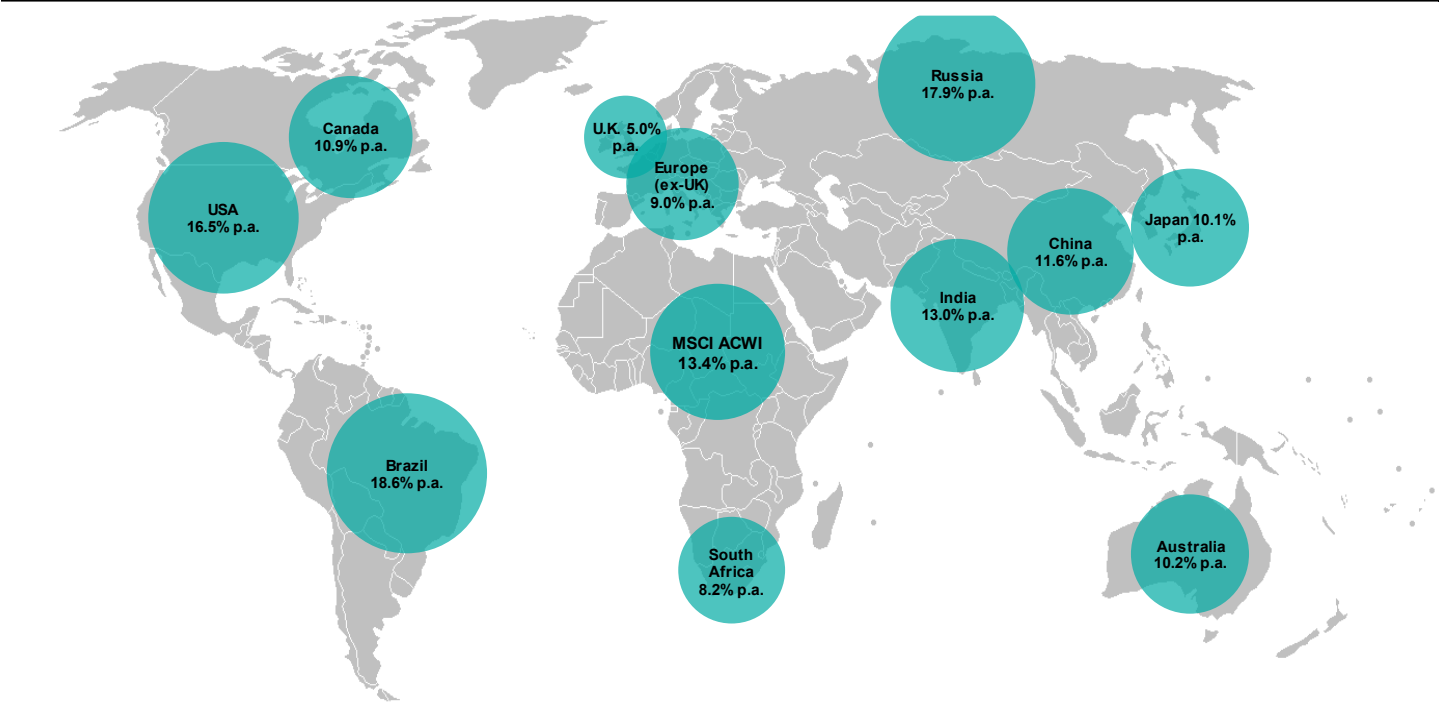 Russia
17.9% p.a.
Canada
10.9% p.a.
U.K. 5.0%
p.a.
Europe
(ex-UK)
9.0% p.a.
USA
16.5% p.a.
Japan 10.1%
p.a.
China
11.6% p.a.
India
13.0% p.a.
MSCI ACWI
13.4% p.a.
Brazil
18.6% p.a.
South
Africa
8.2% p.a.
Australia
10.2% p.a.